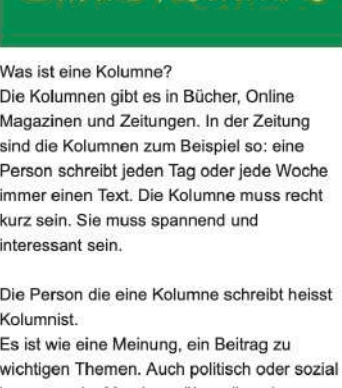 Was ist eine Kolumne?
Die Kolumnen gibt es in Bücher, Online
Magazinen und Zeitungen. In der Zeitung
sind die Kolumnen zum Beispiel so: eine
Person schreibt jeden Tag oder jede Woche
immer einen Text. Die Kolumne muss recht
kurz sein. Sie muss spannend und
interessant sein.

Die Person die eine Kolumne schreibt heisst
Kolumnist.
Es ist wie eine Meinung, ein Beitrag zu
wichtigen Themen. Auch politisch oder sozial